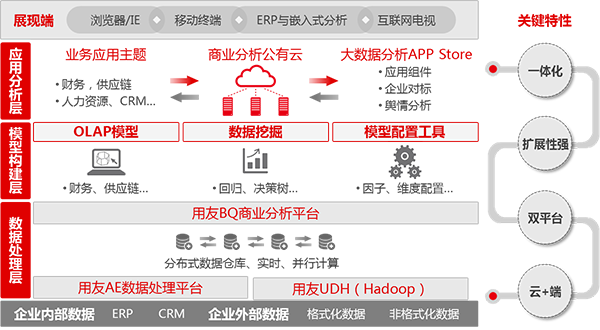 展现端
浏览器/IE
移动终端
ERP与嵌入式分析
互联网电视
关键特性
应用分析层
业务应用主题
商业分析公有云
大数据分析APP Store
• 财务，供应链
• 人力资源、CRM...
• 应用组件
• 企业对标
• 舆情分析
一体化
模型构建层
OLAP模型
数据挖掘
模型配置工具
• 财务、供应链...
• 回归、决策树...
• 因子、维度配置...
扩展性强
数据处理层
用友BQ商业分析平台
分布式数据仓库、实时、并行计算
双平台
用友AE数据处理平台
用友UDH（Hadoop）
云+端
企业内部数据
ERP
CRM
企业外部数据
格式化数据
非格式化数据